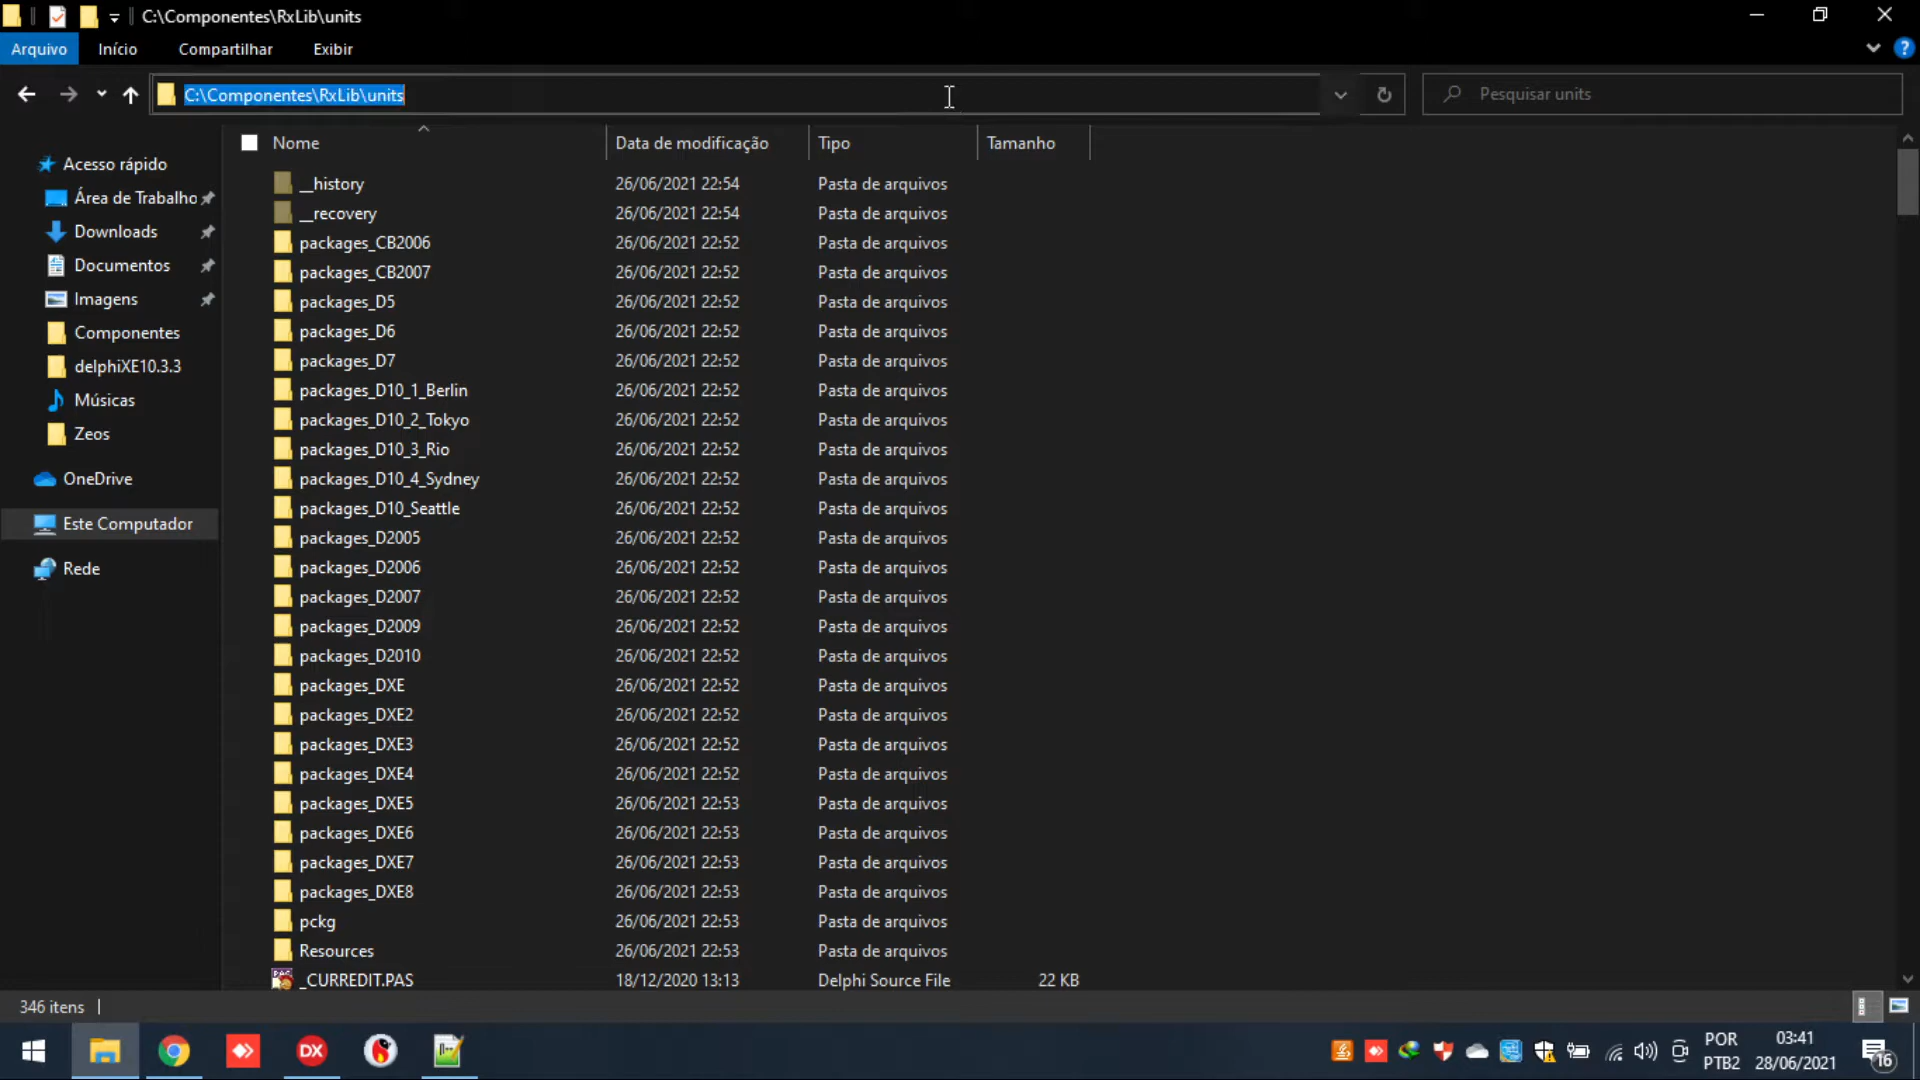 C:\Componentes\RxLib\units
Arquivo Início Compartilhar Exibir
C:\Componentes\RxLib\units Pesquisar units
Nome Data de modificação Tipo Tamanho
Acesso rápido
Área de Trabalho
Downloads
Documentos
Imagens
Componentes
delphiXE10.3.3
Músicas
Zeos
OneDrive
Este Computador
Rede
__history 26/06/2021 22:54 Pasta de arquivos
__recovery 26/06/2021 22:54 Pasta de arquivos
packages_CB2006 26/06/2021 22:52 Pasta de arquivos
packages_CB2007 26/06/2021 22:52 Pasta de arquivos
packages_D5 26/06/2021 22:52 Pasta de arquivos
packages_D6 26/06/2021 22:52 Pasta de arquivos
packages_D7 26/06/2021 22:52 Pasta de arquivos
packages_D10_1_Berlin 26/06/2021 22:52 Pasta de arquivos
packages_D10_2_Tokyo 26/06/2021 22:52 Pasta de arquivos
packages_D10_3_Rio 26/06/2021 22:52 Pasta de arquivos
packages_D10_4_Sydney 26/06/2021 22:52 Pasta de arquivos
packages_D10_Seattle 26/06/2021 22:52 Pasta de arquivos
packages_D2005 26/06/2021 22:52 Pasta de arquivos
packages_D2006 26/06/2021 22:52 Pasta de arquivos
packages_D2007 26/06/2021 22:52 Pasta de arquivos
packages_D2009 26/06/2021 22:52 Pasta de arquivos
packages_D2010 26/06/2021 22:52 Pasta de arquivos
packages_DXE 26/06/2021 22:52 Pasta de arquivos
packages_DXE2 26/06/2021 22:52 Pasta de arquivos
packages_DXE3 26/06/2021 22:52 Pasta de arquivos
packages_DXE4 26/06/2021 22:52 Pasta de arquivos
packages_DXE5 26/06/2021 22:53 Pasta de arquivos
packages_DXE6 26/06/2021 22:53 Pasta de arquivos
packages_DXE7 26/06/2021 22:53 Pasta de arquivos
packages_DXE8 26/06/2021 22:53 Pasta de arquivos
pckg 26/06/2021 22:53 Pasta de arquivos
Resources 26/06/2021 22:53 Pasta de arquivos
_CURREDIT.PAS 18/12/2020 13:13 Delphi Source File 22 KB
346 itens
DX
POR 03:41
PTB2 28/06/2021 16